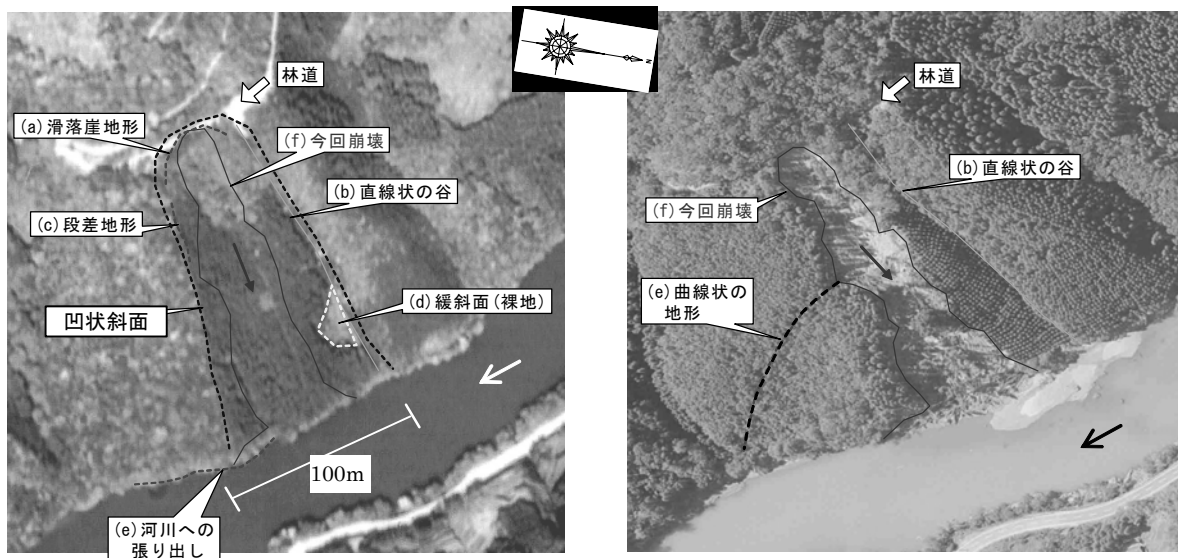 林道
(a)滑落崖地形
(f)今回崩壊
(b)直線状の谷
(c)段差地形
(d)緩斜面(裸地)
凹状斜面
100m
(e)河川への
張り出し
N
林道
(b)直線状の谷
(f)今回崩壊
(e)曲線状の
地形